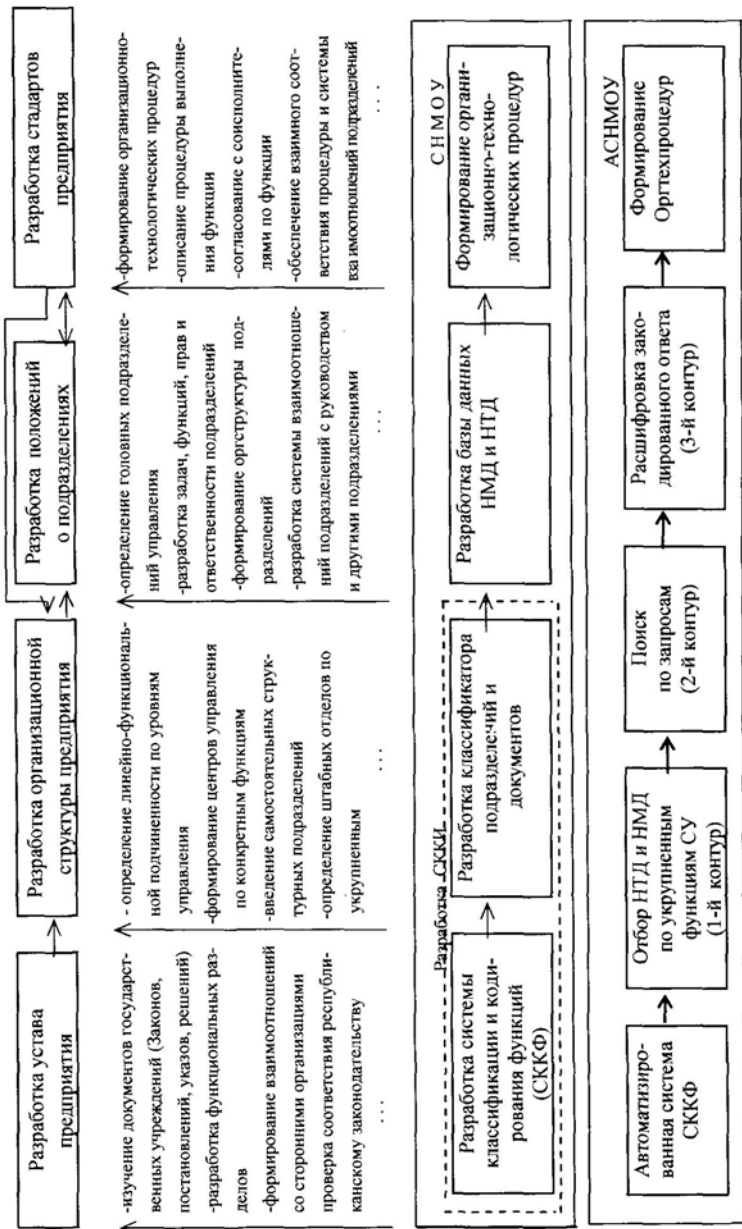 Разработка устава
предприятия
Разработка организационной
структуры предприятия
Разработка положений
о подразделениях
Разработка стадартов
предприятия
-изучение документов государст-
венных учреждений (Законов,
постановлений, указов, решений)
-разработка функциональных раз-
делов
-формирование взаимоотношений
со сторонними организациями
проверка соответствия республи-
канскому законодательству
. . .
- определение линейно-функциональ-
ной подчиненности по уровням
управления
-формирование центров управления
по конкретным функциям
-введение самостоятельных струк-
турных подразделений
-определение штабных отделов по
укрупненным
. . .
-определение головных подразделе-
ний управления
-разработка задач, функций, прав и
ответственности подразделений
-формирование оргструктуры под-
разделений
-разработка системы взаимоотноше-
ний подразделений с руководством
и другими подразделениями
. . .
-формирование организационно-
технологических процедур
-описание процедуры выполне-
ния функции
-согласование с соисполните-
лями по функции
-обеспечение взаимного соот-
ветствия процедуры и системы
вза имоотношений подразделений
. . .
СНМОУ
Разработка СККИ
Разработка системы
классификации и коди-
рования функций
(СККФ)
Разработка классификатора
подразделений и
документов
Разработка базы данных
НМД и НТД
Формирование органи-
зационно-техно-
логических процедур
АСНМОУ
Автоматизиро-
ванная система
СККФ
Отбор НТД и НМД
по укрупненным
функциям СУ
(1-й контур)
Поиск
по запросам
(2-й контур)
Расшифровка зако-
дированного ответа
(3-й контур)
Формирование
Оргтехпроцедур